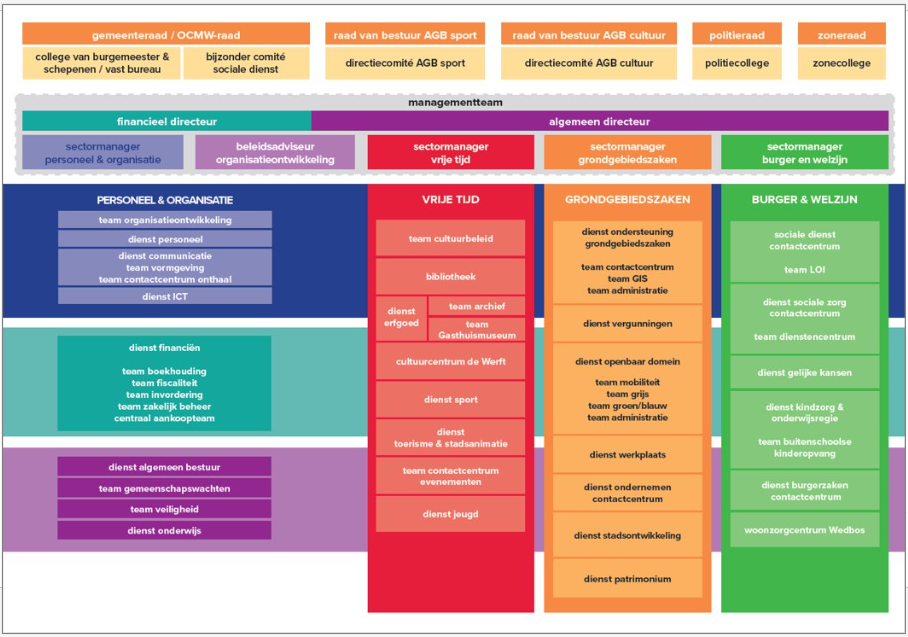 gemeenteraad / OCMW-raad
raad van bestuur AGB sport
raad van bestuur AGB cultuur
politieraad
zoneraad
college van burgemeester &
schepenen / vast bureau
bijzonder comité
sociale dienst
directiecomité AGB sport
directiecomité AGB cultuur
politiecollege
zonecollege
managementteam
financieel directeur
algemeen directeur
sectormanager
personeel & organisatie
beleidsadviseur
organisatieontwikkeling
sectormanager
vrije tijd
sectormanager
grondgebiedszaken
sectormanager
burger en welzijn
PERSONEEL & ORGANISATIE
team organisatieontwikkeling
dienst personeel
dienst communicatie
team vormgeving
team contactcentrum onthaal
dienst ICT
dienst financiën
team boekhouding
team fiscaliteit
team invordering
team zakelijk beheer
centraal aankoopteam
dienst algemeen bestuur
team gemeenschapswachten
team veiligheid
dienst onderwijs
VRIJE TIJD
team cultuurbeleid
bibliotheek
dienst
erfgoed
team archief
team
Gasthuismuseum
cultuurcentrum de Werft
dienst sport
dienst
toerisme & stadsanimatie
team contactcentrum
evenementen
dienst jeugd
GRONDGEBIEDSZAKEN
dienst ondersteuning
grondgebiedszaken
team contactcentrum
team GIS
team administratie
dienst vergunningen
dienst openbaar domein
team mobiliteit
team grijs
team groen/blauw
team administratie
dienst werkplaats
dienst ondernemen
contactcentrum
dienst stadsontwikkeling
dienst patrimonium
BURGER & WELZIJN
sociale dienst
contactcentrum
team LOI
dienst sociale zorg
contactcentrum
team dienstencentrum
dienst gelijke kansen
dienst kindzorg &
onderwijsregie
team buitenschoolse
kinderopvang
dienst burgerzaken
contactcentrum
woonzorgcentrum Wedbos